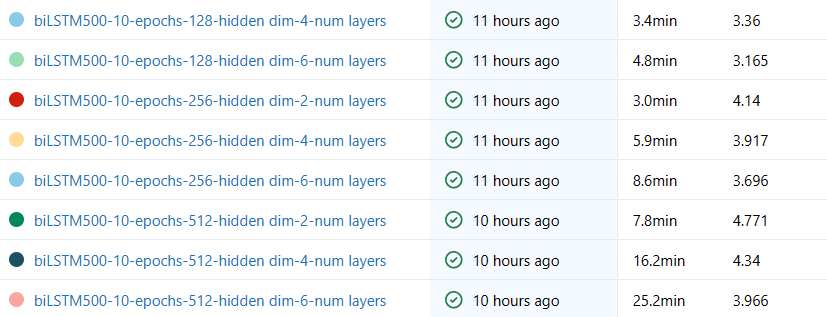 biLSTM500-10-epochs-128-hidden dim-4-num layers 11 hours ago 3.4min 3.36
biLSTM500-10-epochs-128-hidden dim-6-num layers 11 hours ago 4.8min 3.165
biLSTM500-10-epochs-256-hidden dim-2-num layers 11 hours ago 3.0min 4.14
biLSTM500-10-epochs-256-hidden dim-4-num layers 11 hours ago 5.9min 3.917
biLSTM500-10-epochs-256-hidden dim-6-num layers 11 hours ago 8.6min 3.696
biLSTM500-10-epochs-512-hidden dim-2-num layers 10 hours ago 7.8min 4.771
biLSTM500-10-epochs-512-hidden dim-4-num layers 10 hours ago 16.2min 4.34
biLSTM500-10-epochs-512-hidden dim-6-num layers 10 hours ago 25.2min 3.966